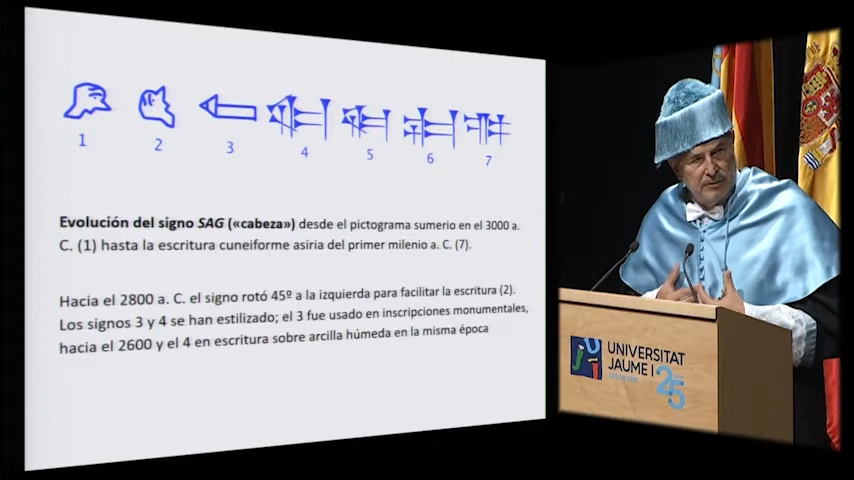 1 2 3 4 5 6 7
Evolución del signo SAG («cabeza») desde el pictograma sumerio en el 3000 a.
C. (1) hasta la escritura cuneiforme asiria del primer milenio a. C. (7).
Hacia el 2800 a. C. el signo rotó 45º a la izquierda para facilitar la escritura (2).
Los signos 3 y 4 se han estilizado; el 3 fue usado en inscripciones monumentales,
hacia el 2600 y el 4 en escritura sobre arcilla húmeda en la misma época
UNIVERSITAT
JAUME I
25